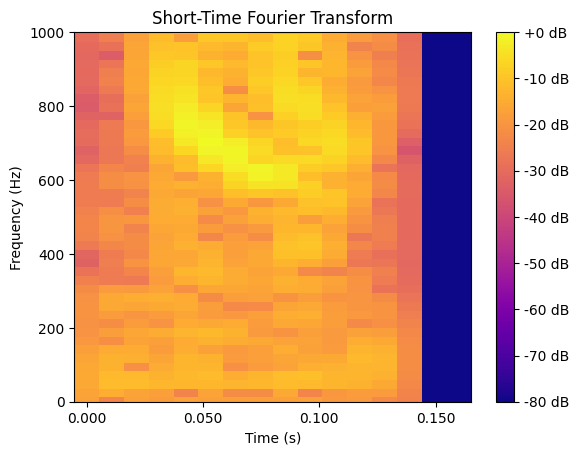 Short-Time Fourier Transform
1000
800
600
400
200
0
Frequency (Hz)
0.000
0.050
0.100
0.150
Time (s)
+0 dB
-10 dB
-20 dB
-30 dB
-40 dB
-50 dB
-60 dB
-70 dB
-80 dB